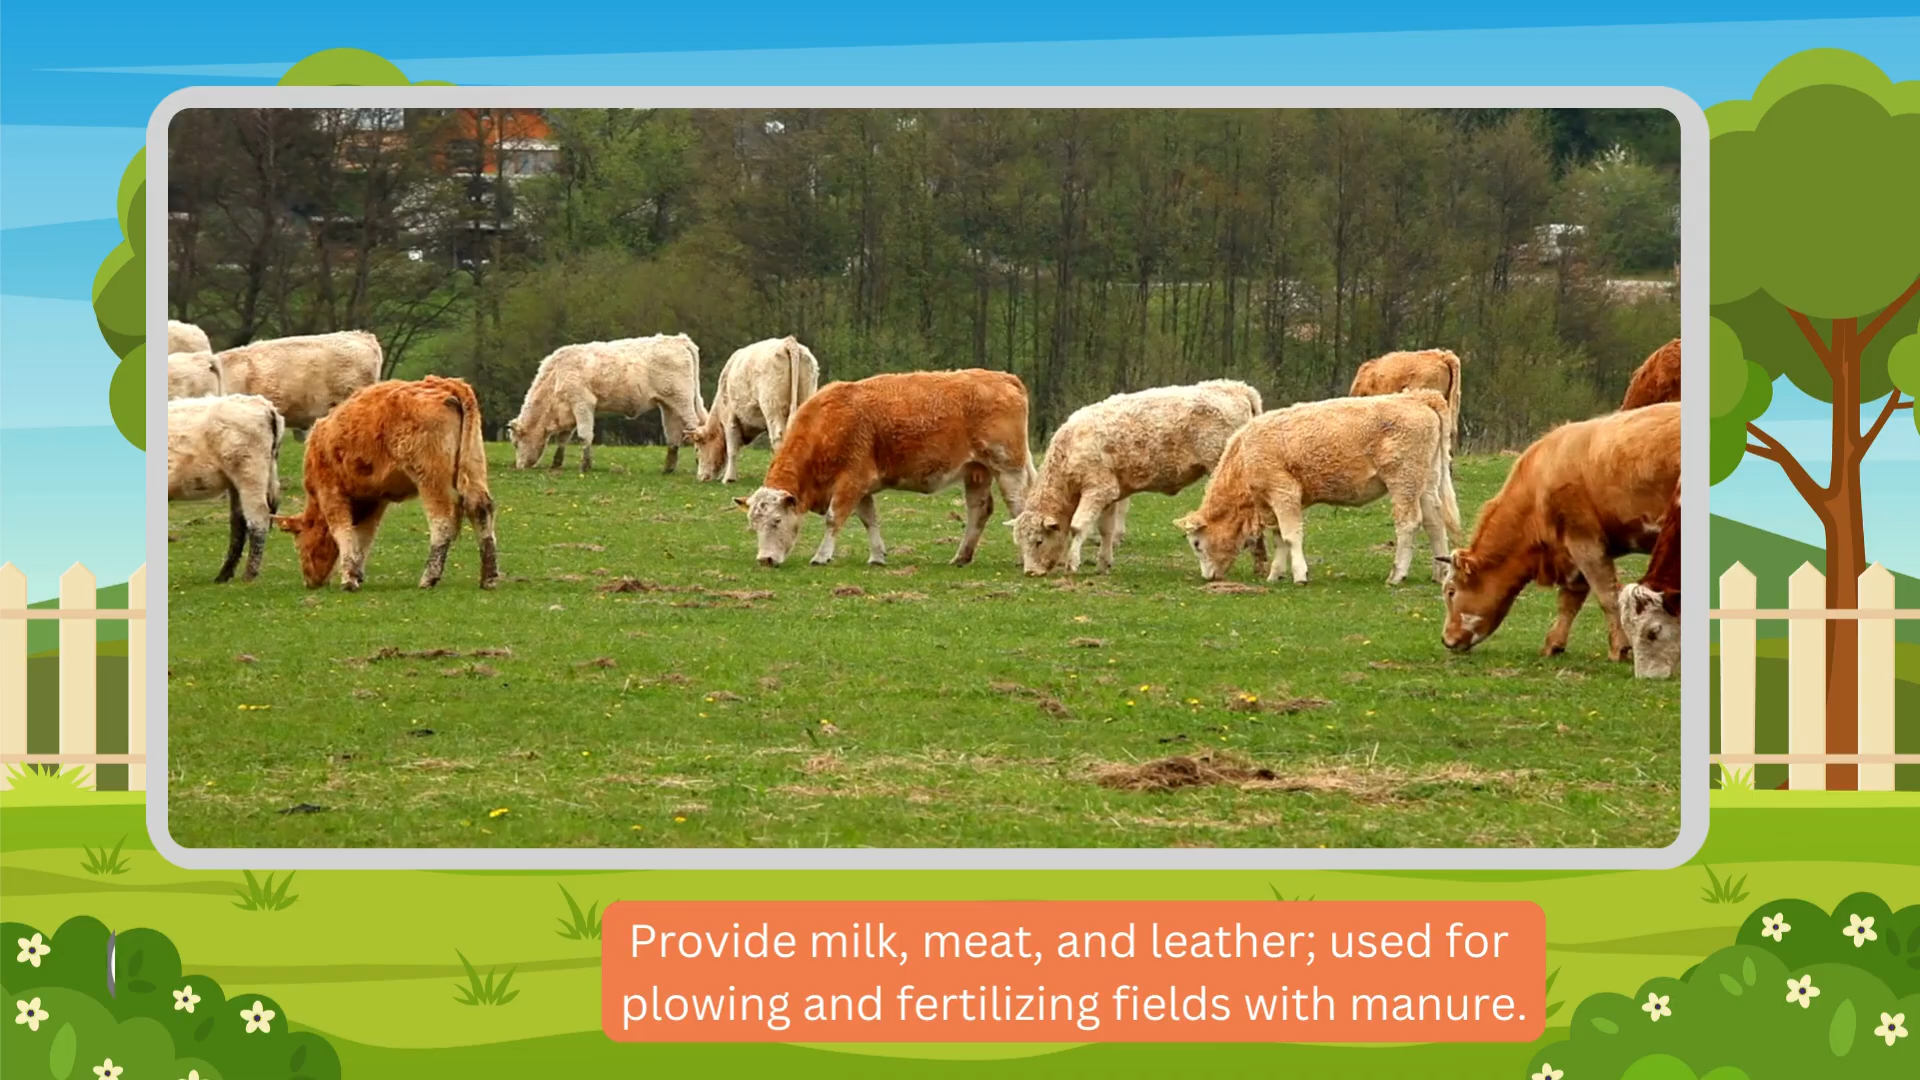 Provide milk, meat, and leather; used for
plowing and fertilizing fields with manure.